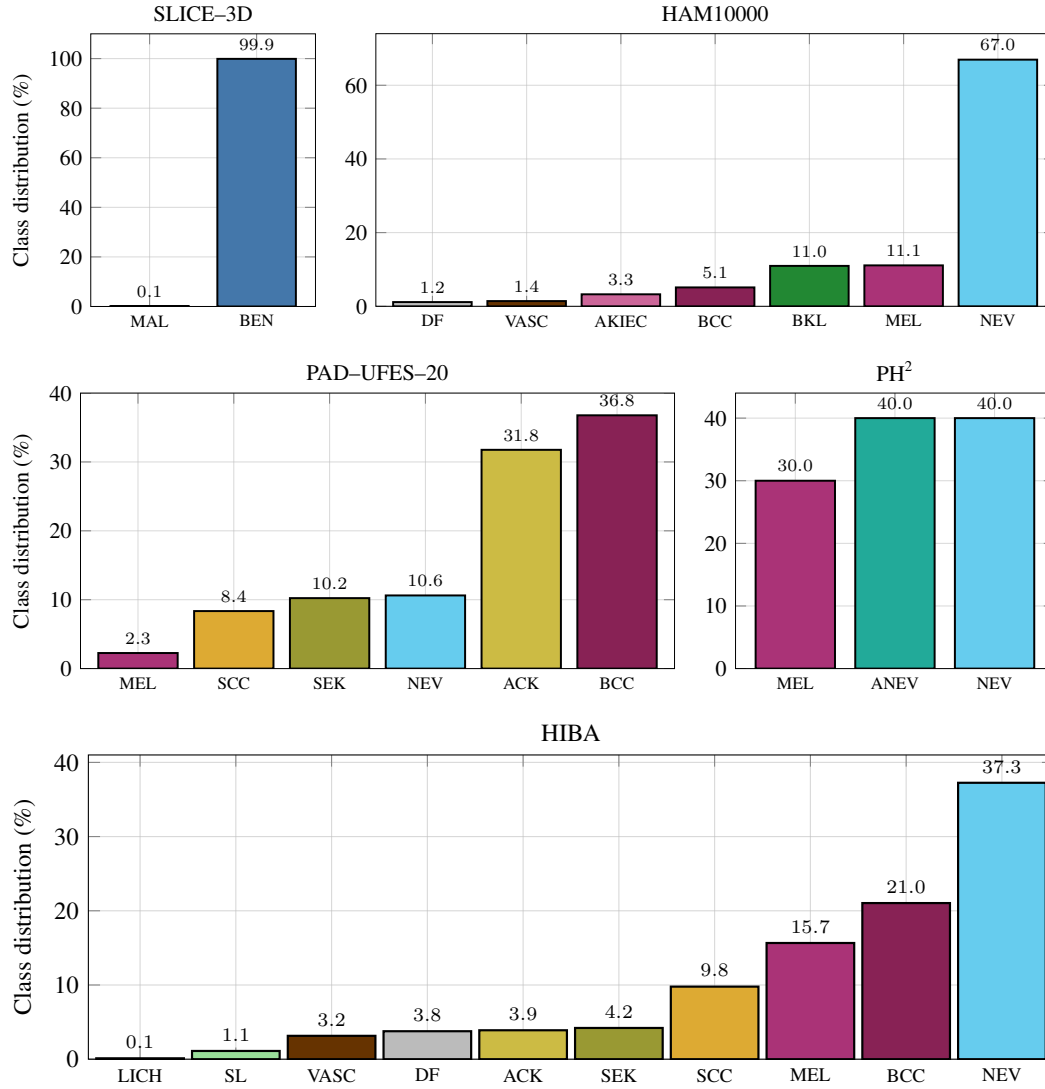 SLICE–3D
Class distribution (%)
100
80
60
40
20
0
0.1
99.9
MAL
BEN
HAM10000
60
40
20
0
1.2
1.4
3.3
5.1
11.0
11.1
67.0
DF
VASC
AKIEC
BCC
BKL
MEL
NEV
PAD–UFES–20
Class distribution (%)
40
30
20
10
0
2.3
8.4
10.2
10.6
31.8
36.8
MEL
SCC
SEK
NEV
ACK
BCC
PH²
40
30
20
10
0
30.0
40.0
40.0
MEL
ANEV
NEV
HIBA
Class distribution (%)
40
30
20
10
0
0.1
1.1
3.2
3.8
3.9
4.2
9.8
15.7
21.0
37.3
LICH
SL
VASC
DF
ACK
SEK
SCC
MEL
BCC
NEV